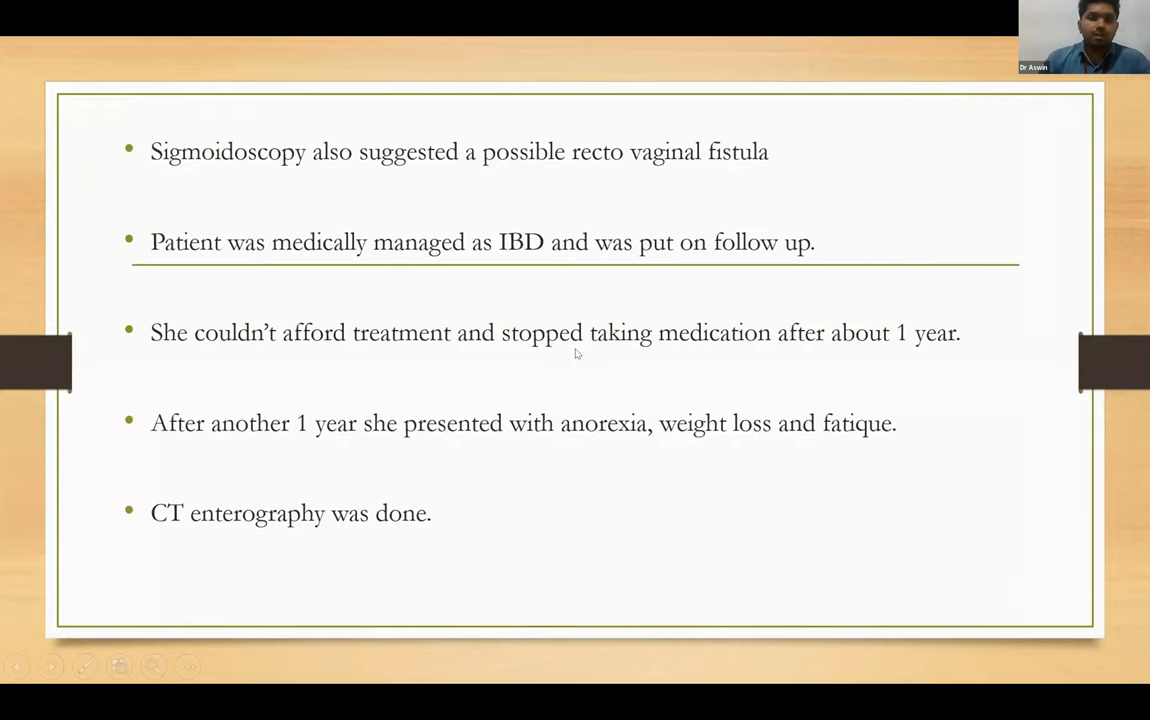 Dr Aswin
• Sigmoidoscopy also suggested a possible recto vaginal fistula
• Patient was medically managed as IBD and was put on follow up.
• She couldn’t afford treatment and stopped taking medication after about 1 year.
• After another 1 year she presented with anorexia, weight loss and fatique.
• CT enterography was done.